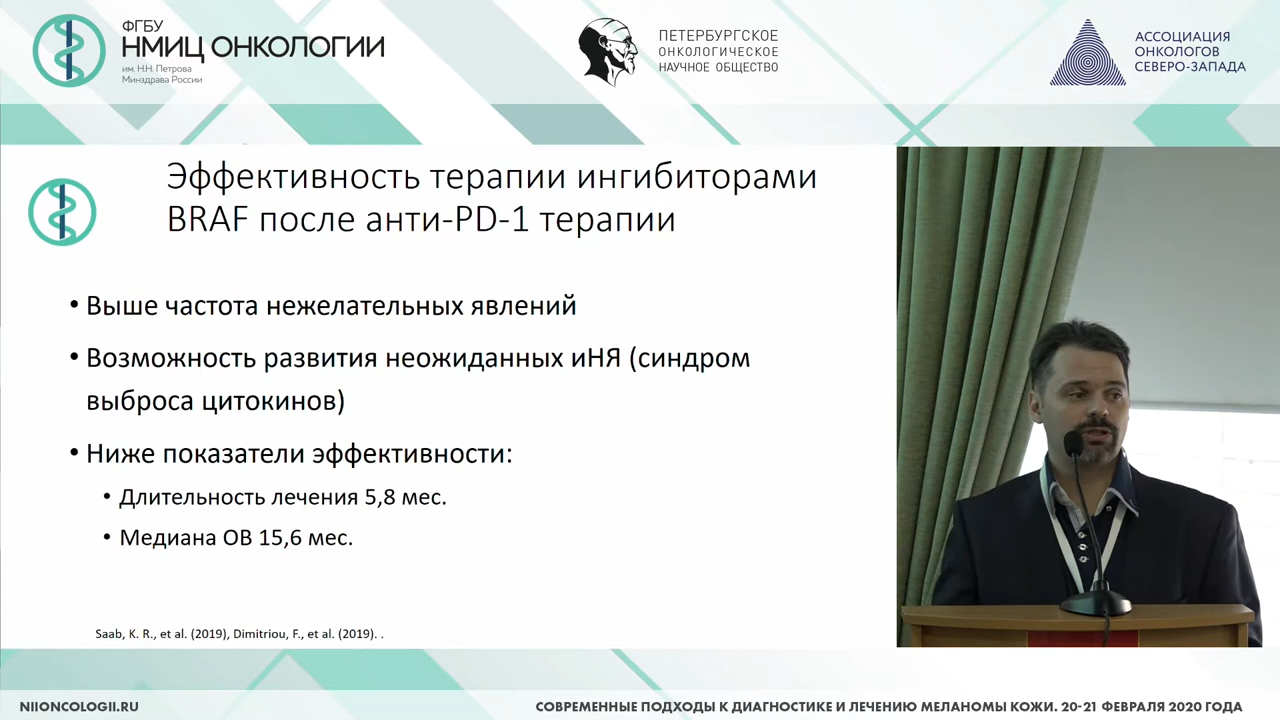 ФГБУ
НМИЦ ОНКОЛОГИИ
им. Н.Н. Петрова
Минздрава России
ПЕТЕРБУРГСКОЕ
ОНКОЛОГИЧЕСКОЕ
НАУЧНОЕ ОБЩЕСТВО
АССОЦИАЦИЯ
ОНКОЛОГОВ
СЕВЕРО-ЗАПАДА
Эффективность терапии ингибиторами
BRAF после анти-PD-1 терапии
• Выше частота нежелательных явлений
• Возможность развития неожиданных иНЯ (синдром
выброса цитокинов)
• Ниже показатели эффективности:
• Длительность лечения 5,8 мес.
• Медиана ОВ 15,6 мес.
Saab, K. R., et al. (2019), Dimitriou, F., et al. (2019). .
NIIONCOLOGII.RU
СОВРЕМЕННЫЕ ПОДХОДЫ К ДИАГНОСТИКЕ И ЛЕЧЕНИЮ МЕЛАНОМЫ КОЖИ. 20-21 ФЕВРАЛЯ 2020 ГОДА